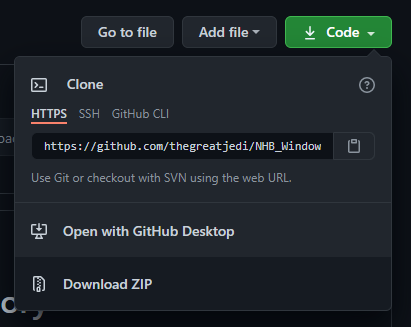 Go to file
Add file
Code
Clone
HTTPS
SSH
GitHub CLI
https://github.com/thegreatjedi/NHB_Window
Use Git or checkout with SVN using the web URL.
Open with GitHub Desktop
Download ZIP